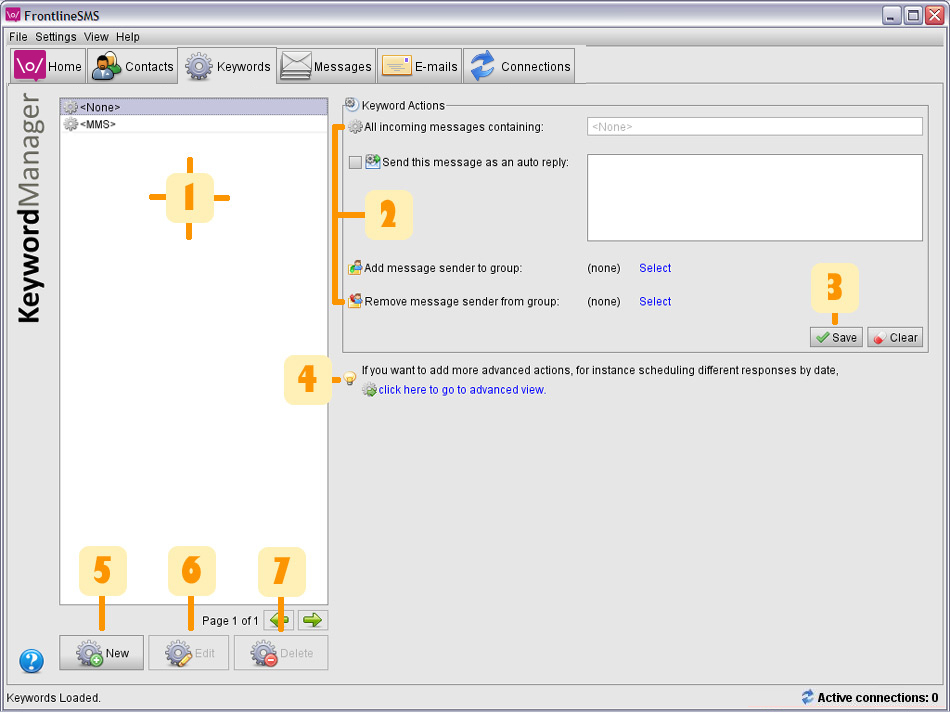 \o/ FrontlineSMS
File Settings View Help
\o/ Home Contacts Keywords Messages E-mails Connections
KeywordManager
<None>
<MMS>
1
Keyword Actions
All incoming messages containing: <None>
Send this message as an auto reply:
2
Add message sender to group: (none) Select
Remove message sender from group: (none) Select
3
Save Clear
4
If you want to add more advanced actions, for instance scheduling different responses by date,
click here to go to advanced view.
5 6 7
Page 1 of 1
New Edit Delete
?
Keywords Loaded. Active connections: 0